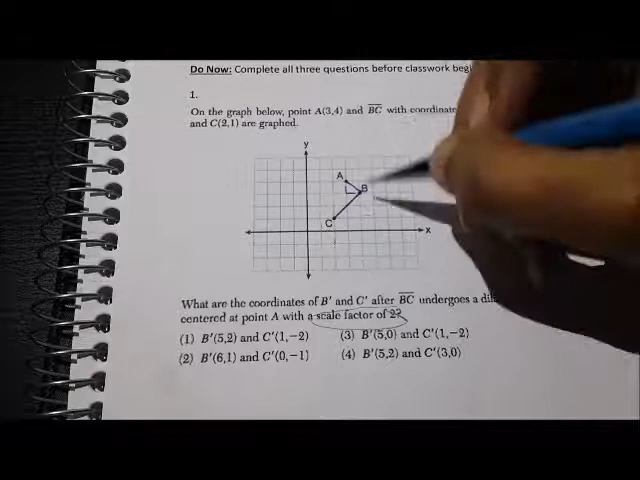 Do Now: Complete all three questions before classwork beg
1.
On the graph below, point A(3,4) and BC with coordinate
and C(2,1) are graphed.
y
A
B
C
x
What are the coordinates of B′ and C′ after BC undergoes a dil
centered at point A with a scale factor of 2?
(1) B′(5,2) and C′(1,−2) (3) B′(5,0) and C′(1,−2)
(2) B′(6,1) and C′(0,−1) (4) B′(5,2) and C′(3,0)